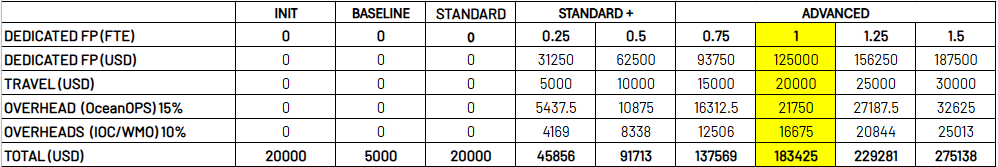 INIT BASELINE STANDARD STANDARD + ADVANCED
DEDICATED FP (FTE) 0 0 0 0.25 0.5 0.75 1 1.25 1.5
DEDICATED FP (USD) 0 0 0 31250 62500 93750 125000 156250 187500
TRAVEL (USD) 0 0 0 5000 10000 15000 20000 25000 30000
OVERHEAD (OceanOPS) 15% 0 0 0 5437.5 10875 16312.5 21750 27187.5 32625
OVERHEADS (IOC/WMO) 10% 0 0 0 4169 8338 12506 16675 20844 25013
TOTAL (USD) 20000 5000 20000 45856 91713 137569 183425 229281 275138